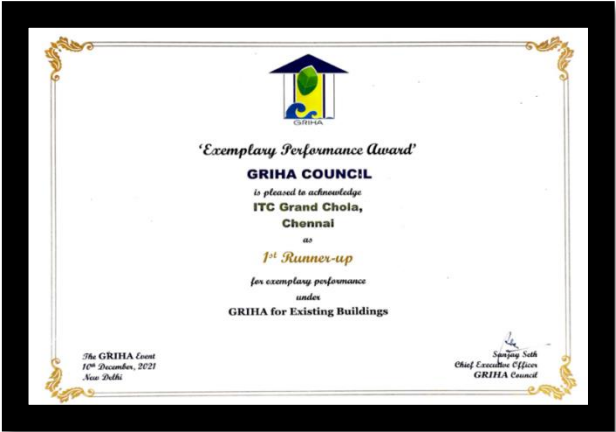 GRIHA
‘Exemplary Performance Award’
GRIHA COUNCIL
is pleased to acknowledge
ITC Grand Chola,
Chennai
as
1st Runner-up
for exemplary performance
under
GRIHA for Existing Buildings
The GRIHA Event
10th December, 2021
New Delhi
Sanjay Seth
Chief Executive Officer
GRIHA Council